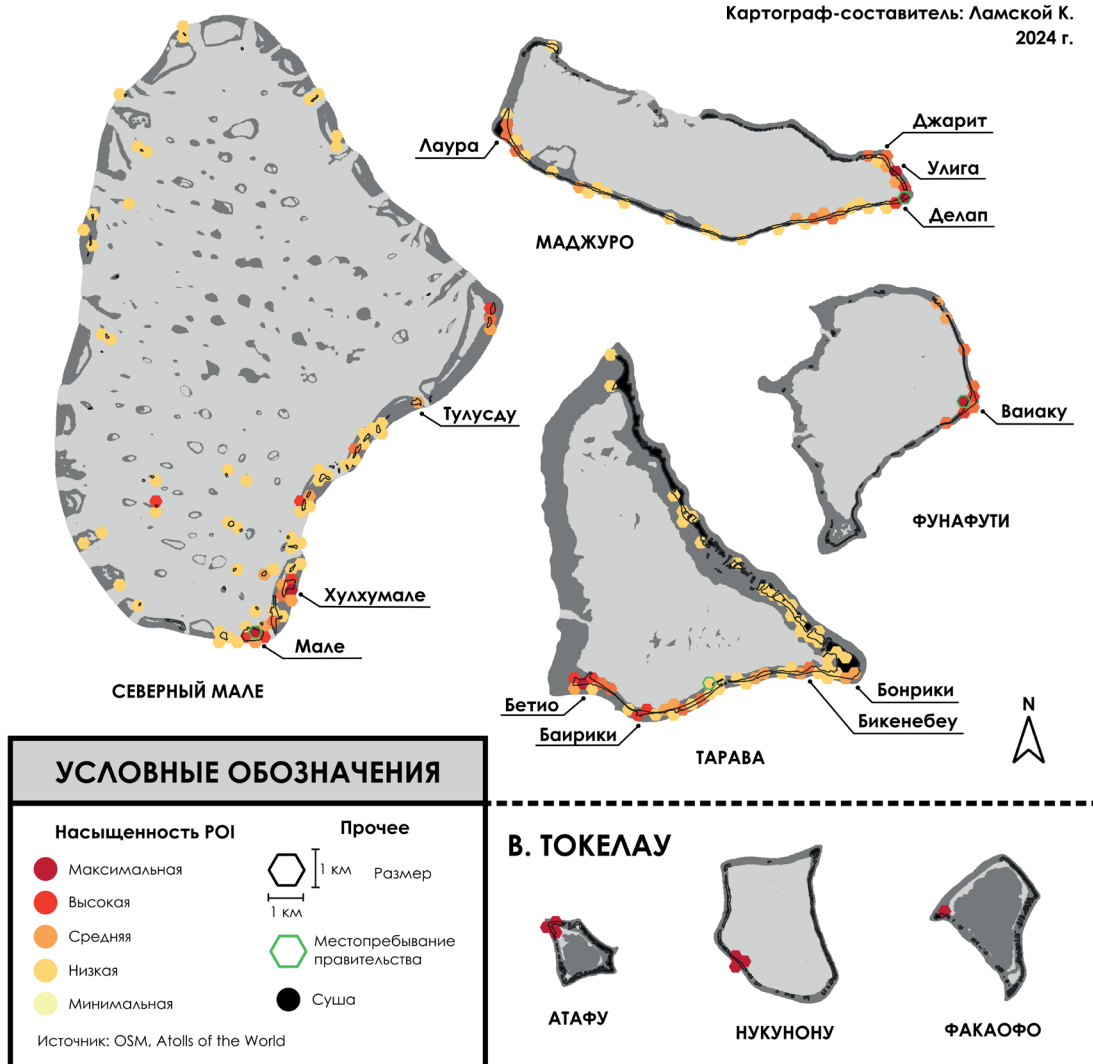 Картограф-составитель: Ламской К.
2024 г.
Джарит
Лаура
Улига
Делап
МАДЖУРО
Тулусду
Ваиаку
ФУНАФУТИ
Хулхумале
Мале
СЕВЕРНЫЙ МАЛЕ
Бетио
Бонрики
Баирики
Бикенебеу
ТАРАВА
N
УСЛОВНЫЕ ОБОЗНАЧЕНИЯ
Насыщенность POI
Максимальная
Высокая
Средняя
Низкая
Минимальная
Прочее
1 км
Размер
1 км
Местопребывание
правительства
Суша
Источник: OSM, Atolls of the World
В. ТОКЕЛАУ
АТАФУ
НУКУНОНУ
ФАКАОФО